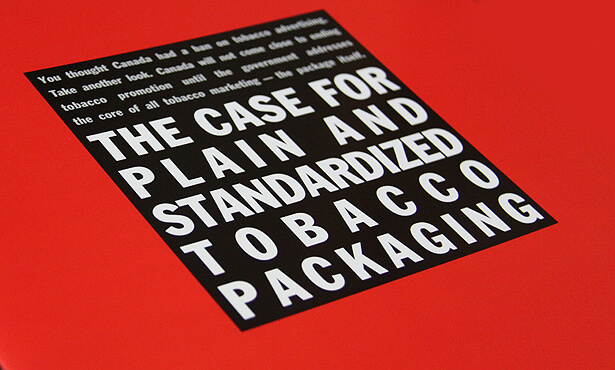 You thought Canada had a ban on tobacco advertising.
Take another look. Canada will not come close to ending
tobacco promotion until the government addresses
the core of all tobacco marketing — the package itself.
THE CASE FOR
PLAIN AND
STANDARDIZED
TOBACCO
PACKAGING